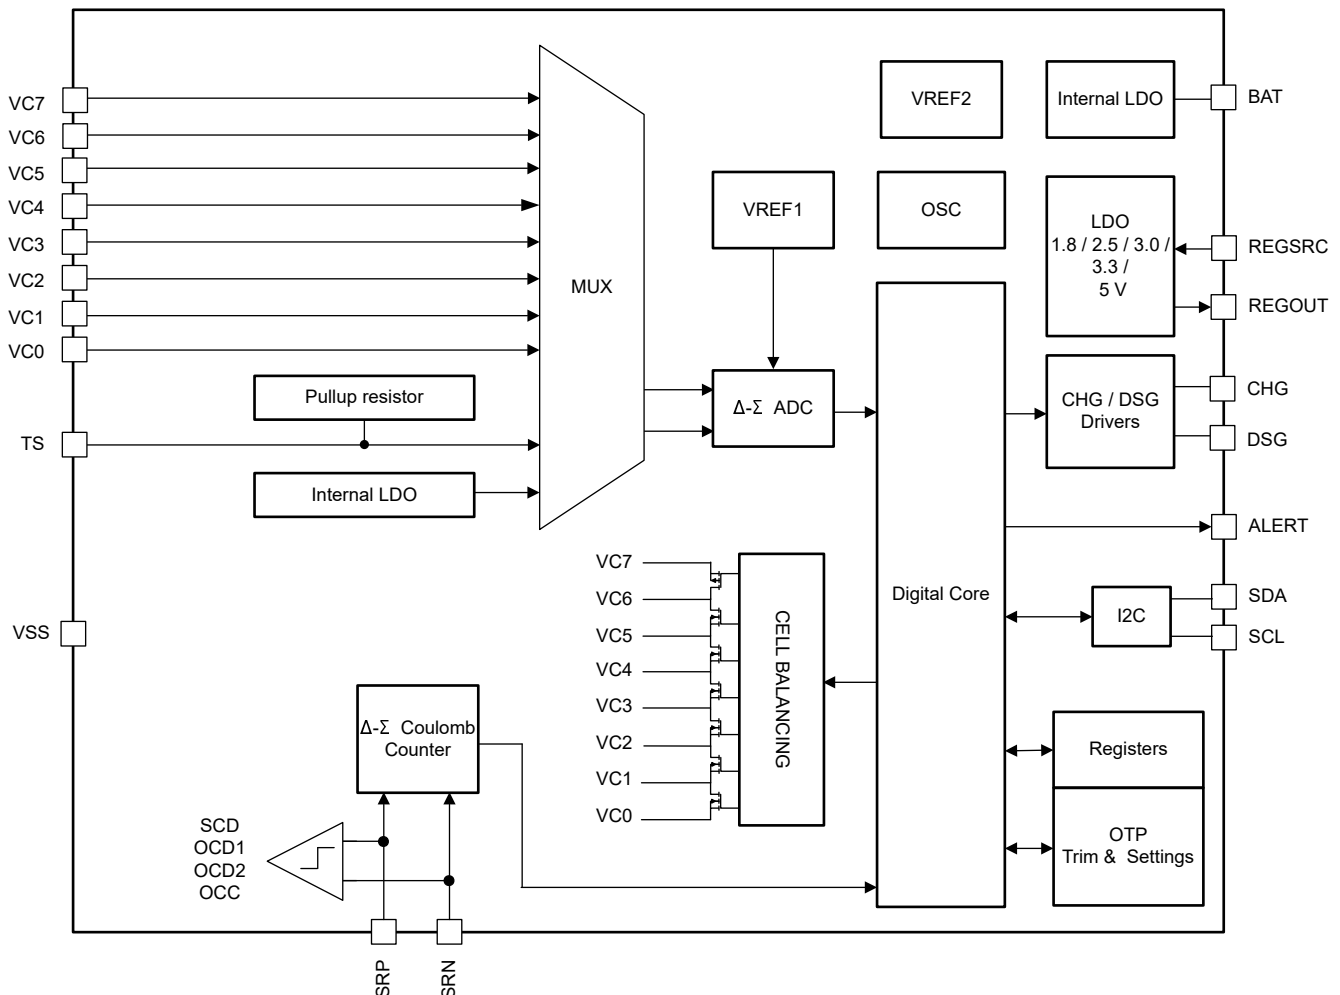 VC7
VC6
VC5
VC4
VC3
VC2
VC1
VC0
TS
VSS
Pullup resistor
Internal LDO
MUX
VREF1
Δ-Σ ADC
VREF2
OSC
Internal LDO
LDO
1.8 / 2.5 / 3.0 /
3.3 /
5 V
CHG / DSG
Drivers
BAT
REGSRC
REGOUT
CHG
DSG
ALERT
SDA
SCL
Digital Core
I2C
Registers
OTP
Trim & Settings
VC7
VC6
VC5
VC4
VC3
VC2
VC1
VC0
CELL BALANCING
Δ-Σ Coulomb
Counter
SCD
OCD1
OCD2
OCC
SRP
SRN